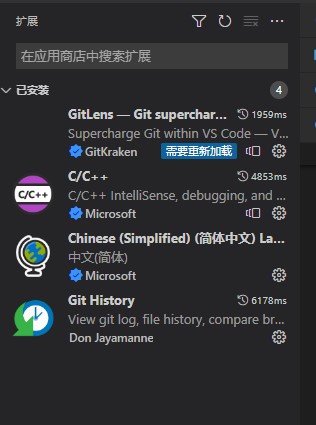 扩展
在应用商店中搜索扩展
已安装 4
GitLens — Git superchar... 1959ms
Supercharge Git within VS Code — V...
GitKraken 需要重新加载
C/C++
C/C++ 4853ms
C/C++ IntelliSense, debugging, and ...
Microsoft
Chinese (Simplified) (简体中文) La...
中文(简体)
Microsoft
Git History 6178ms
View git log, file history, compare br...
Don Jayamanne